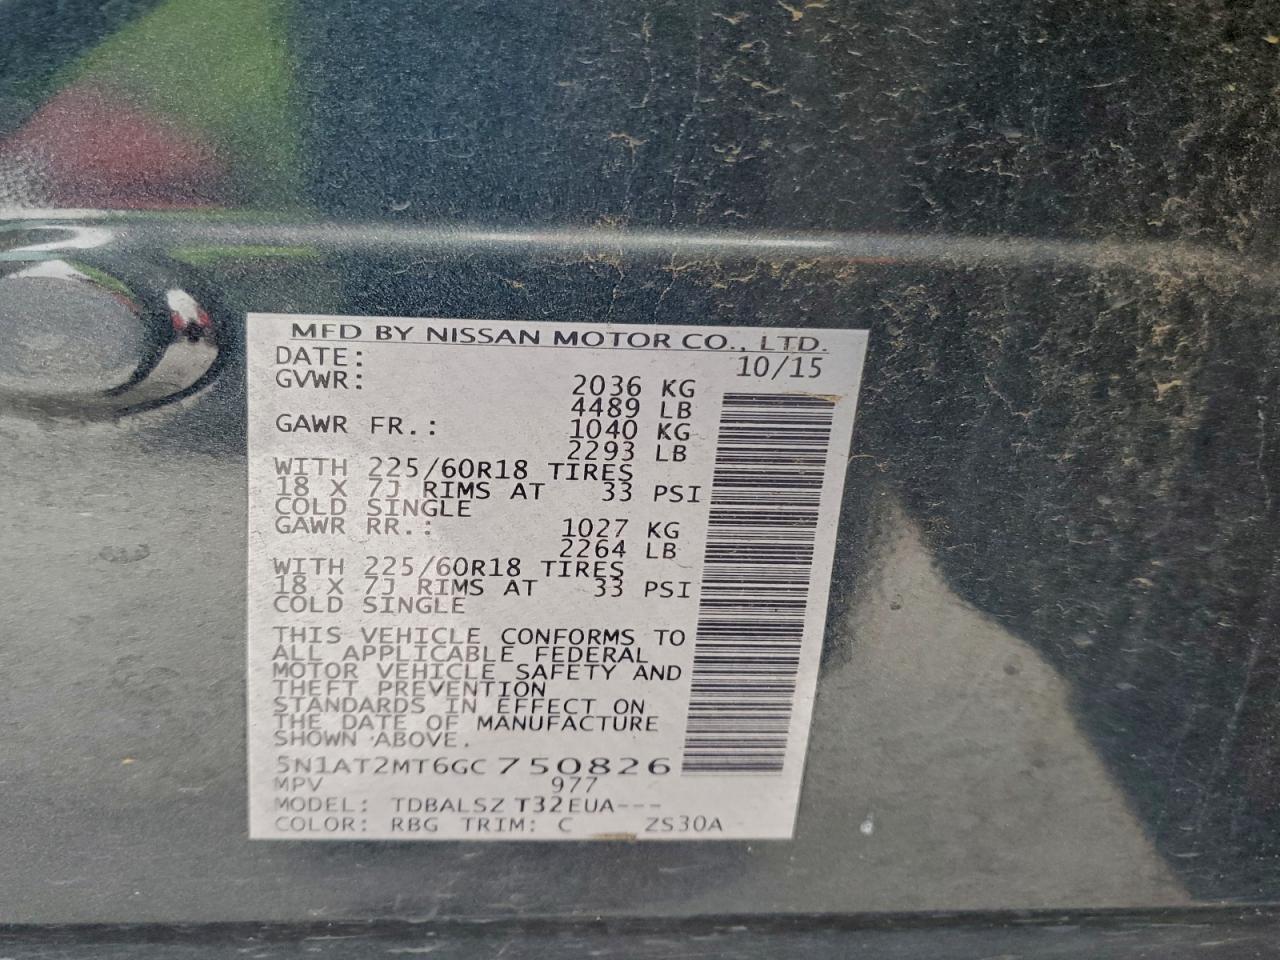 MFD BY NISSAN MOTOR CO., LTD.
DATE: 10/15
GVWR: 2036 KG
4489 LB
GAWR FR.: 1040 KG
2293 LB
WITH 225/60R18 TIRES
18 X 7J RIMS AT 33 PSI
COLD SINGLE
GAWR RR.: 1027 KG
2264 LB
WITH 225/60R18 TIRES
18 X 7J RIMS AT 33 PSI
COLD SINGLE
THIS VEHICLE CONFORMS TO
ALL APPLICABLE FEDERAL
MOTOR VEHICLE SAFETY AND
THEFT PREVENTION
STANDARDS IN EFFECT ON
THE DATE OF MANUFACTURE
SHOWN ABOVE.
5N1AT2MT6GC750826
MPV 977
MODEL: TDBALSZ T32EUA---
COLOR: RBG TRIM: C ZS30A